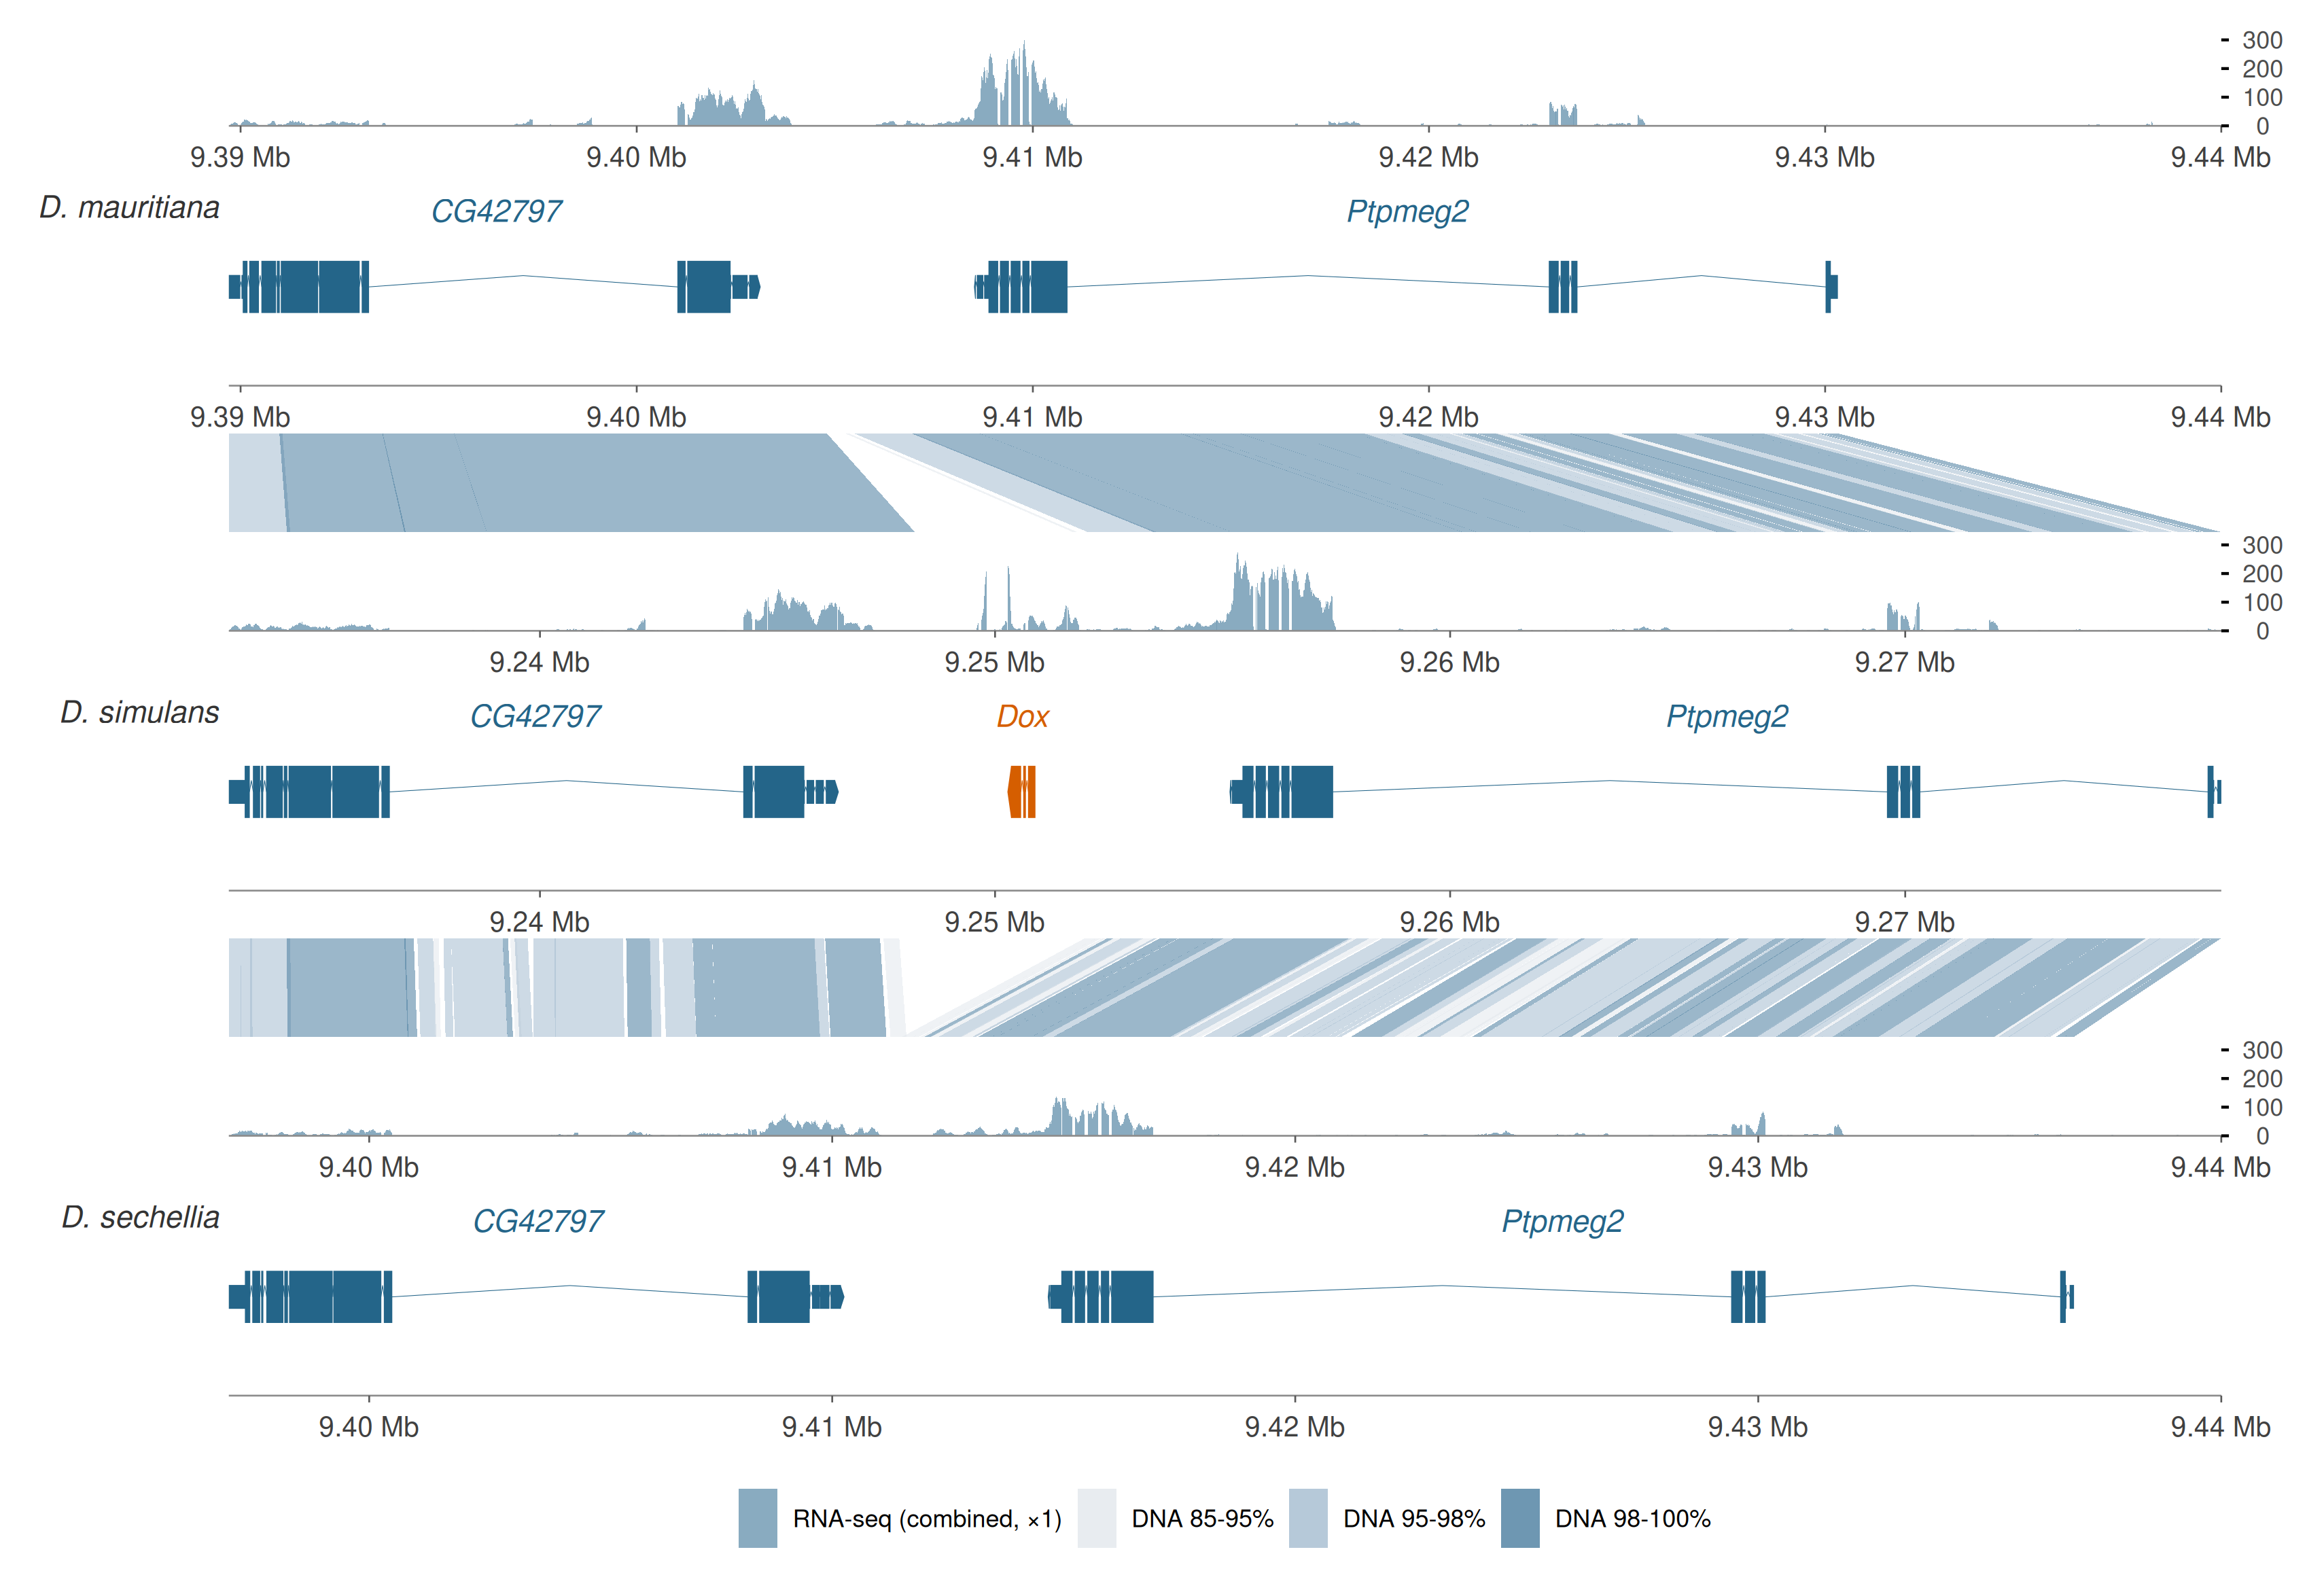 300
200
100
0
9.39 Mb 9.40 Mb 9.41 Mb 9.42 Mb 9.43 Mb 9.44 Mb
D. mauritiana CG42797 Ptpmeg2
9.39 Mb 9.40 Mb 9.41 Mb 9.42 Mb 9.43 Mb 9.44 Mb
300
200
100
0
9.24 Mb 9.25 Mb 9.26 Mb 9.27 Mb
D. simulans CG42797 Dox Ptpmeg2
9.24 Mb 9.25 Mb 9.26 Mb 9.27 Mb
300
200
100
0
9.40 Mb 9.41 Mb 9.42 Mb 9.43 Mb 9.44 Mb
D. sechellia CG42797 Ptpmeg2
9.40 Mb 9.41 Mb 9.42 Mb 9.43 Mb 9.44 Mb
RNA-seq (combined, ×1) DNA 85-95% DNA 95-98% DNA 98-100%